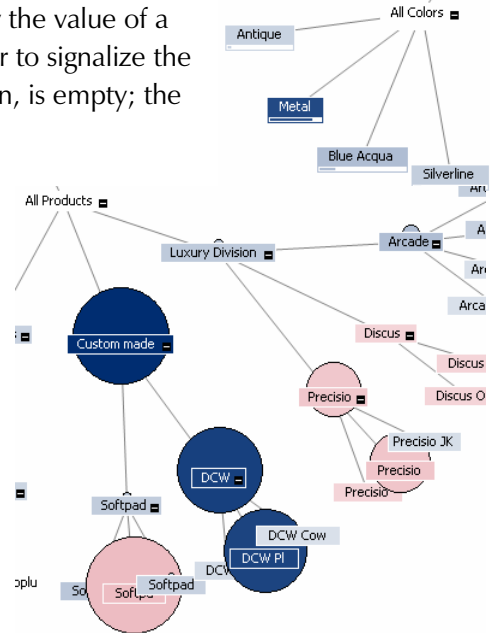 the value of a
r to signalize the
n, is empty; the
All Colors
Antique
Metal
Blue Acqua
Silverline
All Products
Luxury Division
Arcade
Custom made
Discus
Discus
Discus O
Precisio
Precisio JK
Precisio
Precisio
DCW
Softpad
DCW Cow
DCW Pl
Softpad